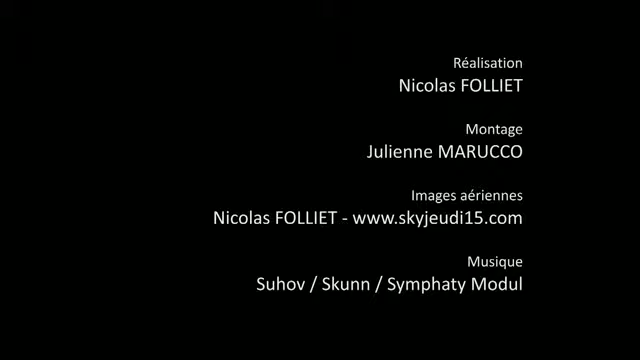 Réalisation
Nicolas FOLLIET
Montage
Julienne MARUCCO
Images aériennes
Nicolas FOLLIET - www.skyjeudi15.com
Musique
Suhov / Skunn / Symphaty Modul